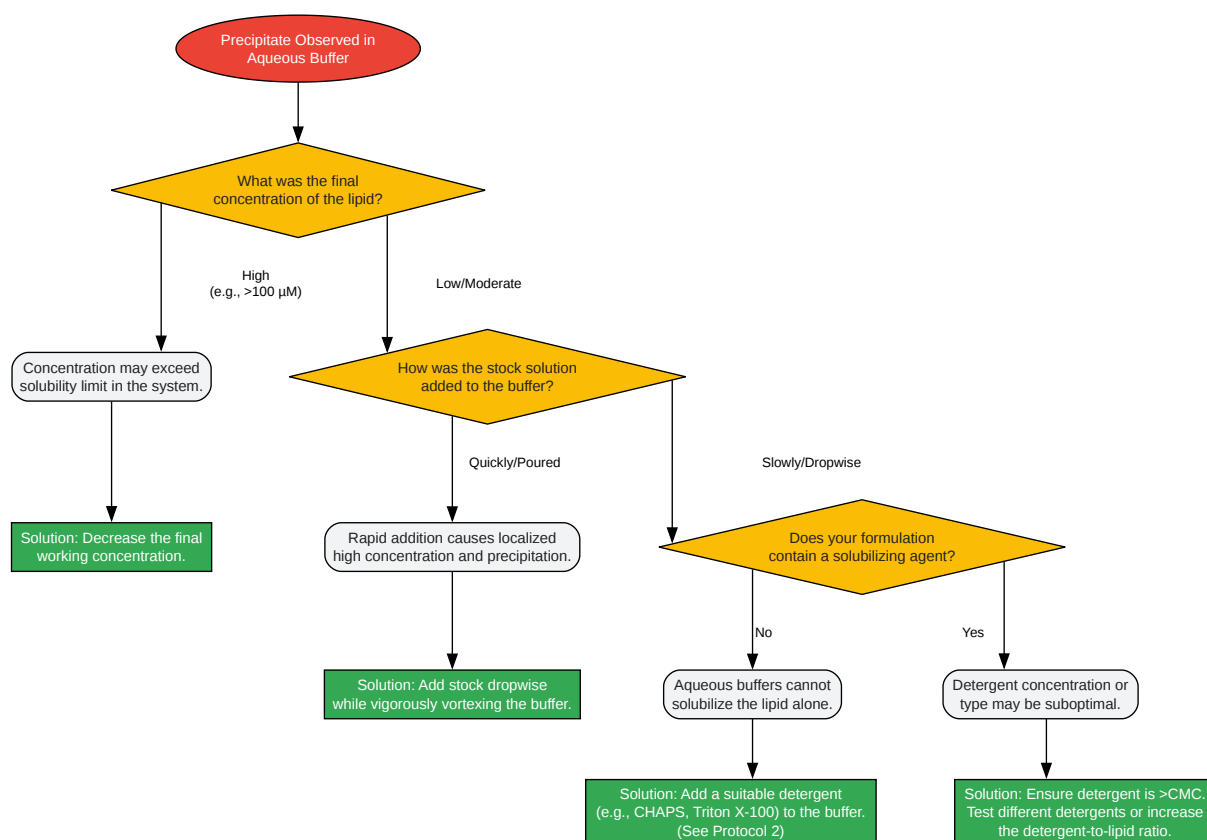 Precipitate Observed in
Aqueous Buffer
What was the final
concentration of the lipid?
High
(e.g., >100 µM)
Low/Moderate
Concentration may exceed
solubility limit in the system.
How was the stock solution
added to the buffer?
Quickly/Poured
Slowly/Dropwise
Solution: Decrease the final
working concentration.
Rapid addition causes localized
high concentration and precipitation.
Does your formulation
contain a solubilizing agent?
No
Yes
Solution: Add stock dropwise
while vigorously vortexing the buffer.
Aqueous buffers cannot
solubilize the lipid alone.
Detergent concentration or
type may be suboptimal.
Solution: Add a suitable detergent
(e.g., CHAPS, Triton X-100) to the buffer.
(See Protocol 2)
Solution: Ensure detergent is >CMC.
Test different detergents or increase
the detergent-to-lipid ratio.